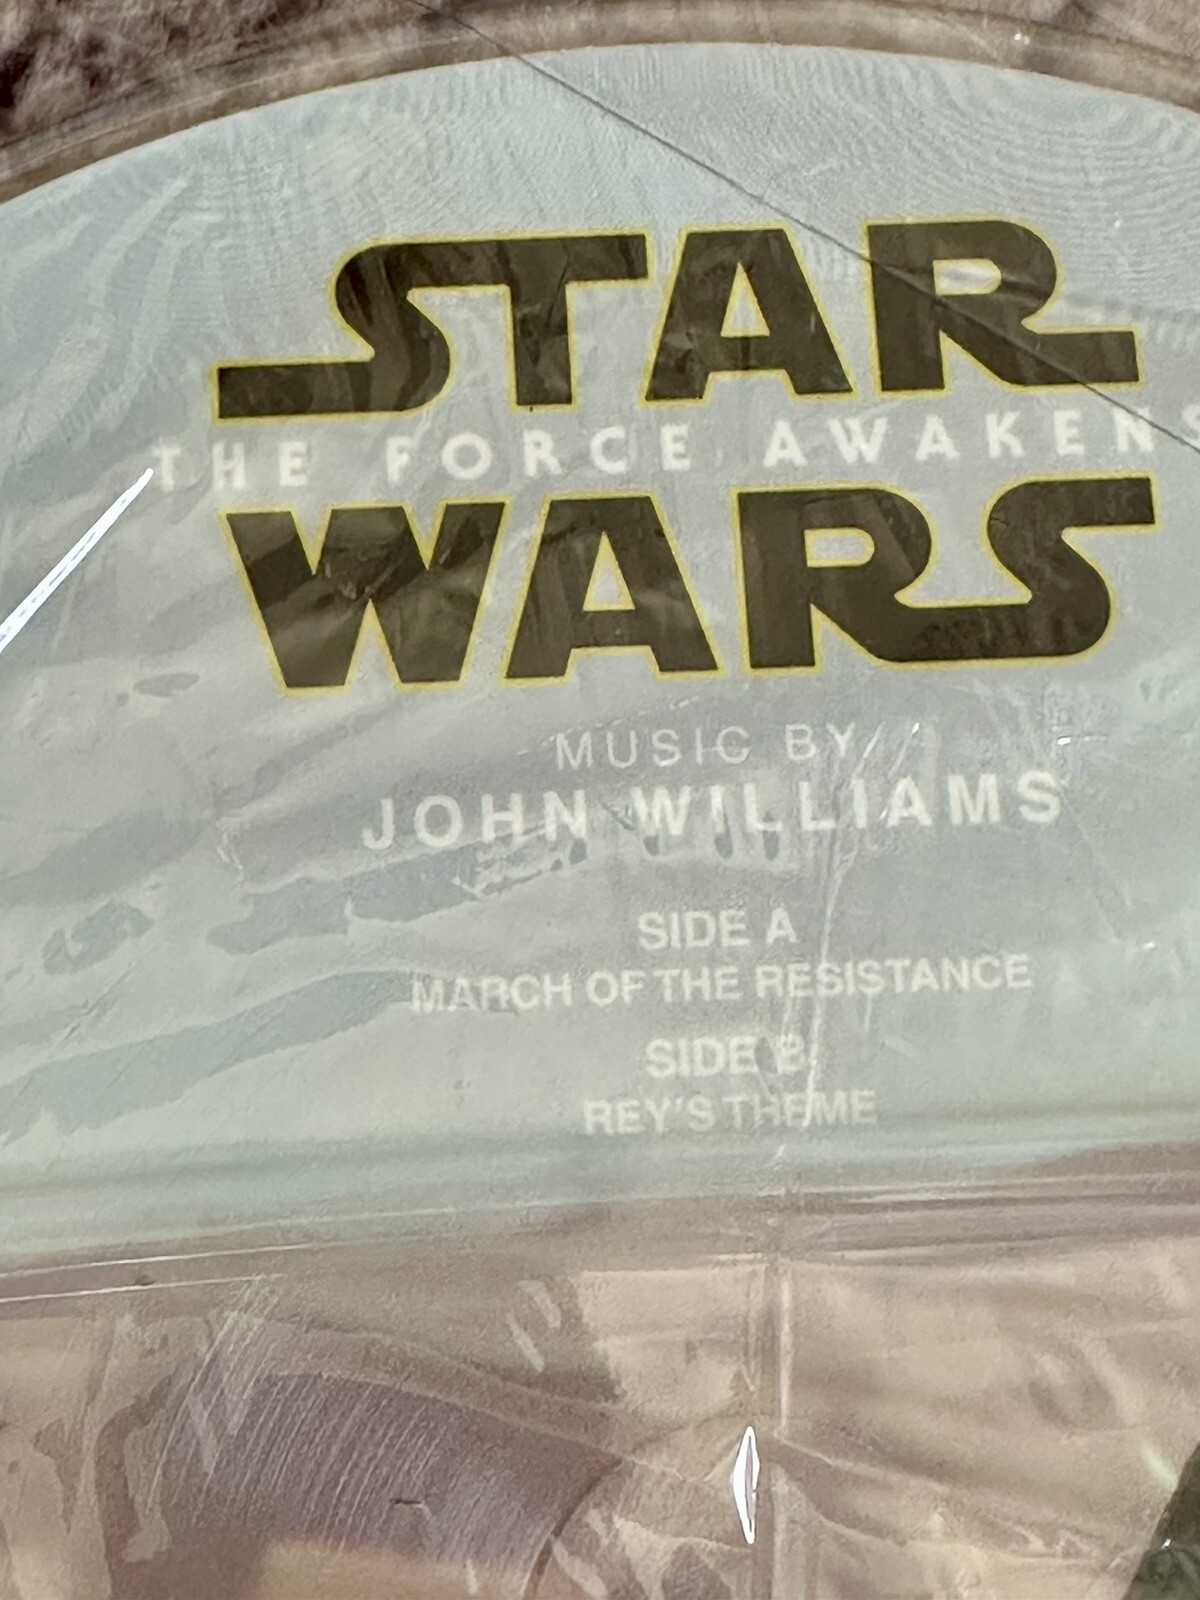 STAR
THE FORCE AWAKENS
WARS
MUSIC BY
JOHN WILLIAMS
SIDE A
MARCH OF THE RESISTANCE
SIDE B
REY'S THEME